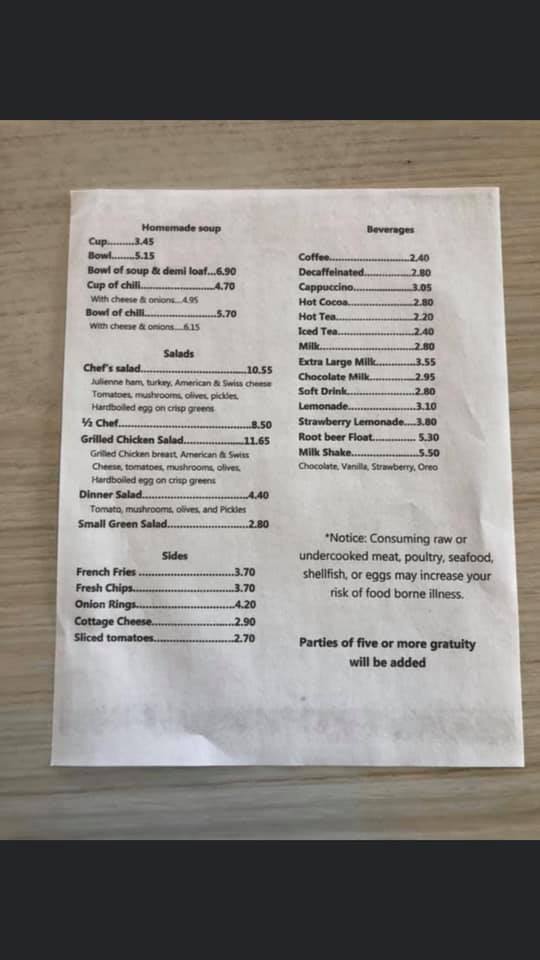 Homemade soup
Cup.........3.45
Bowl.......5.15
Bowl of soup & demi loaf...6.90
Cup of chili.........................4.70
With cheese & onions...4.95
Bowl of chili........................5.70
With cheese & onions....6.15
Salads
Chef's salad.....................................10.55
Julienne ham, turkey, American & Swiss cheese
Tomatoes, mushrooms, olives, pickles,
Hardboiled egg on crisp greens
½ Chef.............................................8.50
Grilled Chicken Salad....................11.65
Grilled Chicken breast, American & Swiss
Cheese, tomatoes, mushrooms, olives,
Hardboiled egg on crisp greens
Dinner Salad...................................4.40
Tomato, mushrooms, olives, and Pickles
Small Green Salad..........................2.80
Sides
French Fries ..............................3.70
Fresh Chips................................3.70
Onion Rings...............................4.20
Cottage Cheese.........................2.90
Sliced tomatoes.........................2.70
Beverages
Coffee..........................2.40
Decaffeinated...............2.80
Cappuccino...................3.05
Hot Cocoa.....................2.80
Hot Tea.........................2.20
Iced Tea.........................2.40
Milk...............................2.80
Extra Large Milk............3.55
Chocolate Milk..............2.95
Soft Drink......................2.80
Lemonade......................3.10
Strawberry Lemonade....3.80
Root beer Float.............. 5.30
Milk Shake.....................5.50
Chocolate, Vanilla, Strawberry, Oreo
*Notice: Consuming raw or
undercooked meat, poultry, seafood,
shellfish, or eggs may increase your
risk of food borne illness.
Parties of five or more gratuity
will be added